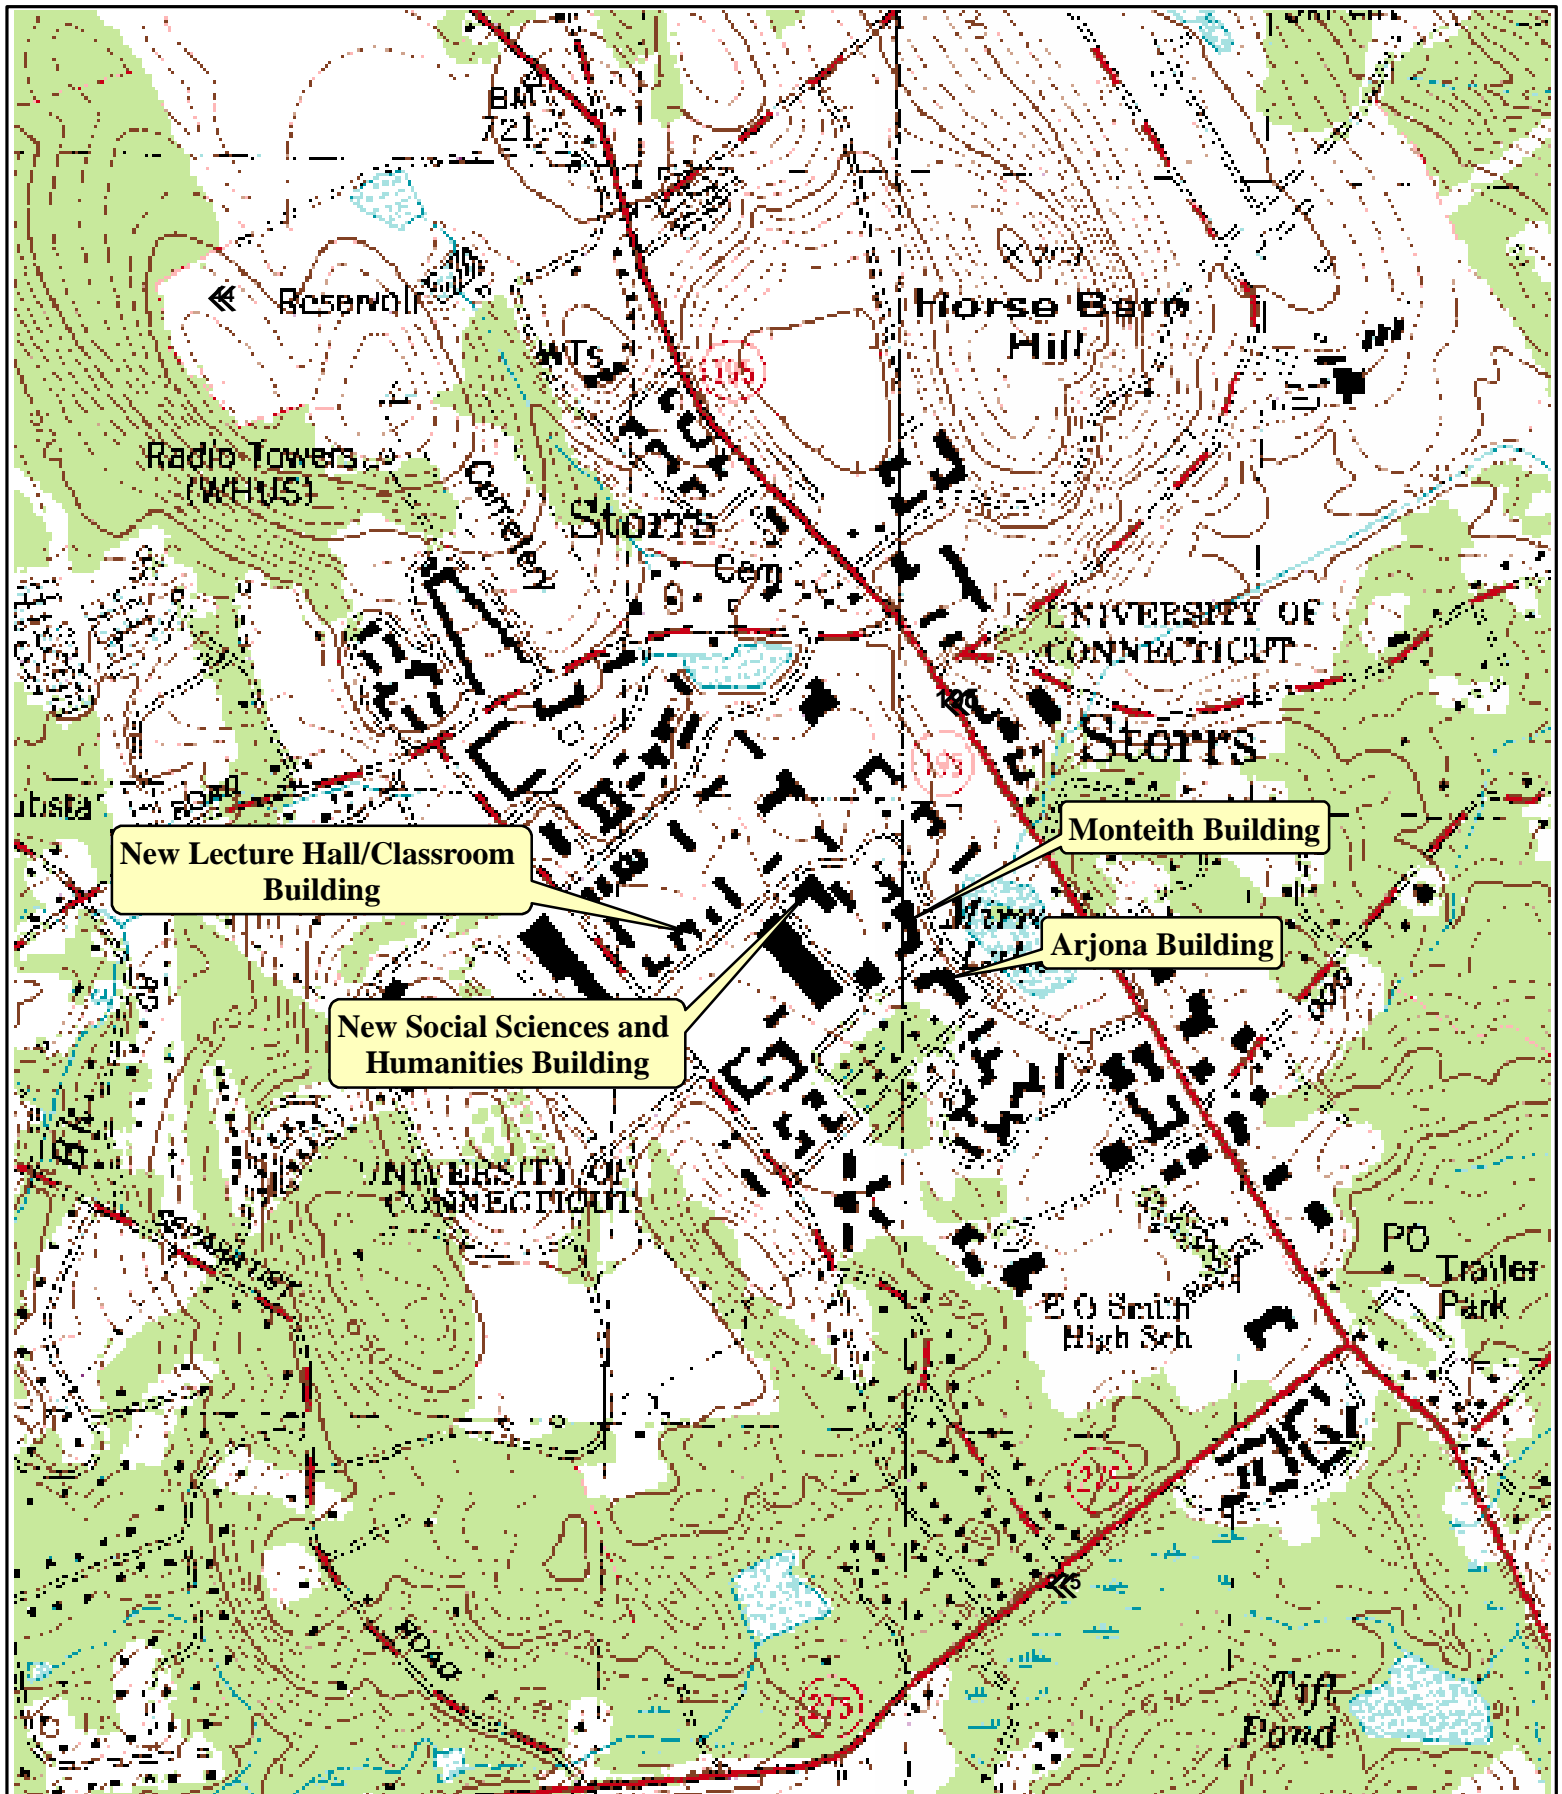 BM
721
Reservoir
Horse Barn
Hill
WTs
195
Radio Towers
(WHUS)
Cemetery
Storrs
Cem
UNIVERSITY OF
CONNECTICUT
195
Storrs
195
Monteith Building
New Lecture Hall/Classroom
Building
Arjona Building
New Social Sciences and
Humanities Building
UNIVERSITY OF
CONNECTICUT
PO
Trailer
Park
E O Smith
High Sch
275
275
ROAD
275
Tift
Pond